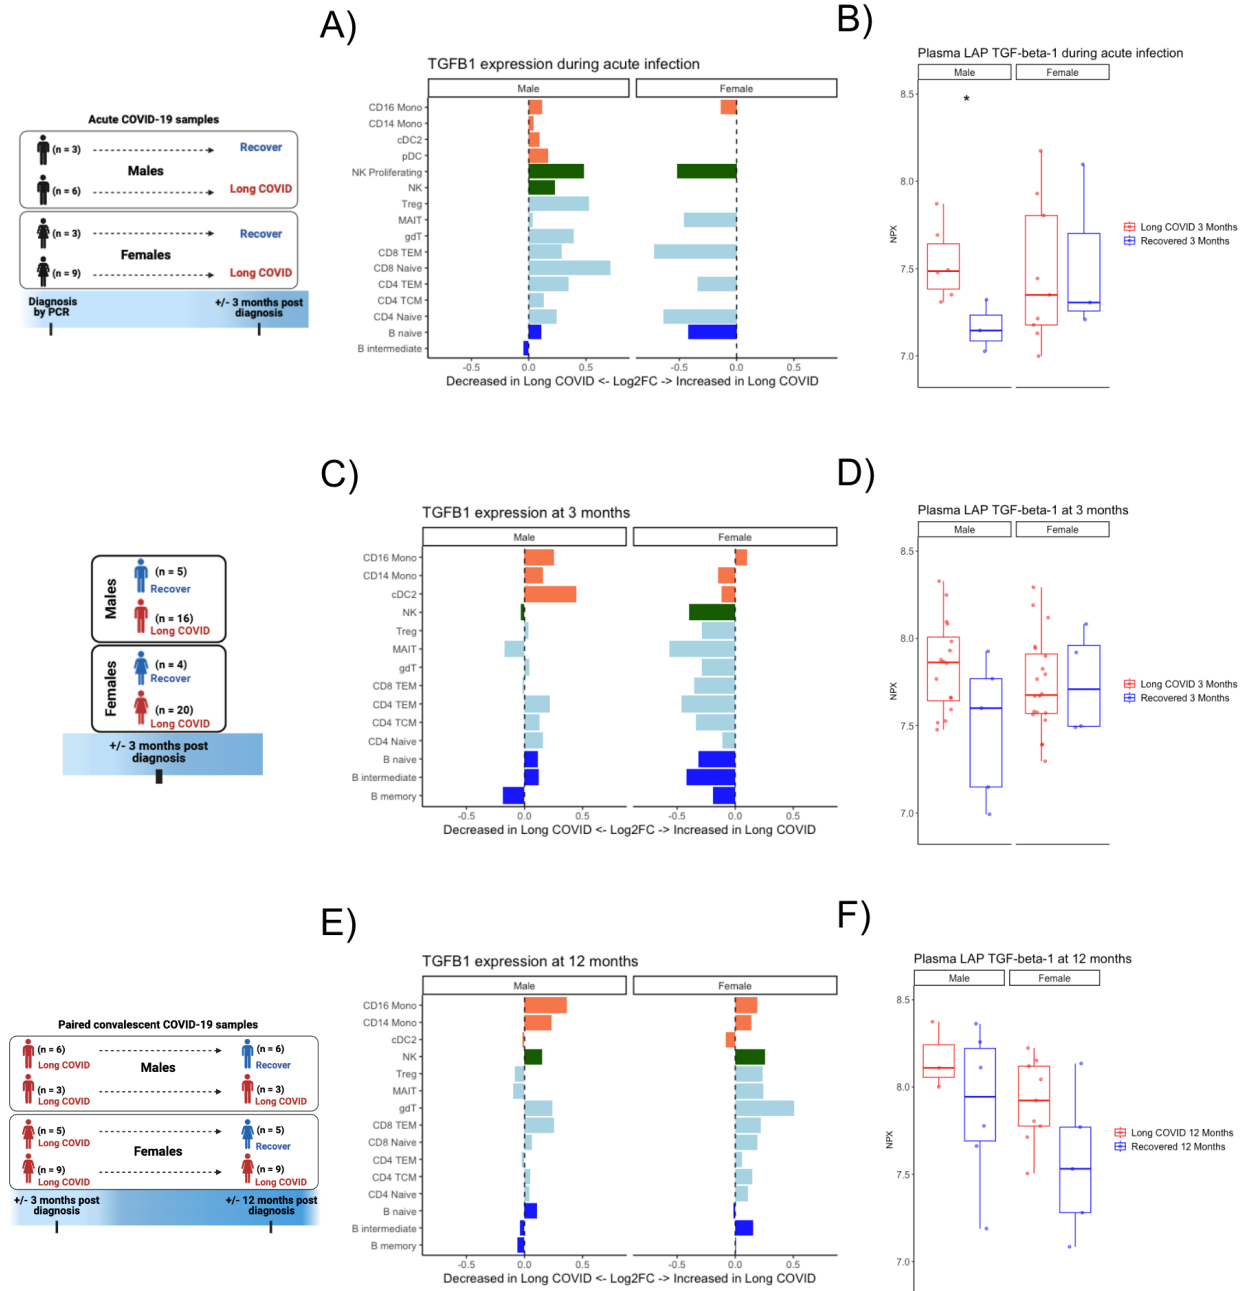 A)
B)
Acute COVID-19 samples
(n = 3)
Recover
Males
(n = 6)
Long COVID
(n = 3)
Recover
Females
(n = 9)
Long COVID
Diagnosis
by PCR
+/- 3 months post
diagnosis
TGFB1 expression during acute infection
Male
Female
CD16 Mono
CD14 Mono
cDC2
pDC
NK Proliferating
NK
Treg
MAIT
gdT
CD8 TEM
CD8 Naive
CD4 TEM
CD4 TCM
CD4 Naive
B naive
B intermediate
-0.5 0.0 0.5 -0.5 0.0 0.5
Decreased in Long COVID <- Log2FC -> Increased in Long COVID
Plasma LAP TGF-beta-1 during acute infection
Male
Female
*
8.5
8.0
7.5
7.0
NPX
Long COVID 3 Months
Recovered 3 Months
C)
D)
Males
(n = 5)
Recover
(n = 16)
Long COVID
Females
(n = 4)
Recover
(n = 20)
Long COVID
+/- 3 months post
diagnosis
TGFB1 expression at 3 months
Male
Female
CD16 Mono
CD14 Mono
cDC2
NK
Treg
MAIT
gdT
CD8 TEM
CD4 TEM
CD4 TCM
CD4 Naive
B naive
B intermediate
B memory
-0.5 0.0 0.5 -0.5 0.0 0.5
Decreased in Long COVID <- Log2FC -> Increased in Long COVID
Plasma LAP TGF-beta-1 at 3 months
Male
Female
8.5
8.0
7.5
7.0
NPX
Long COVID 3 Months
Recovered 3 Months
E)
F)
Paired convalescent COVID-19 samples
(n = 6)
Long COVID
(n = 6)
Recover
Males
(n = 3)
Long COVID
(n = 3)
Long COVID
(n = 5)
Long COVID
(n = 5)
Recover
Females
(n = 9)
Long COVID
(n = 9)
Long COVID
+/- 3 months post
diagnosis
+/- 12 months post
diagnosis
TGFB1 expression at 12 months
Male
Female
CD16 Mono
CD14 Mono
cDC2
NK
Treg
MAIT
gdT
CD8 TEM
CD8 Naive
CD4 TEM
CD4 TCM
CD4 Naive
B naive
B intermediate
B memory
-0.5 0.0 0.5 -0.5 0.0 0.5
Decreased in Long COVID <- Log2FC -> Increased in Long COVID
Plasma LAP TGF-beta-1 at 12 months
Male
Female
8.5
8.0
7.5
7.0
NPX
Long COVID 12 Months
Recovered 12 Months